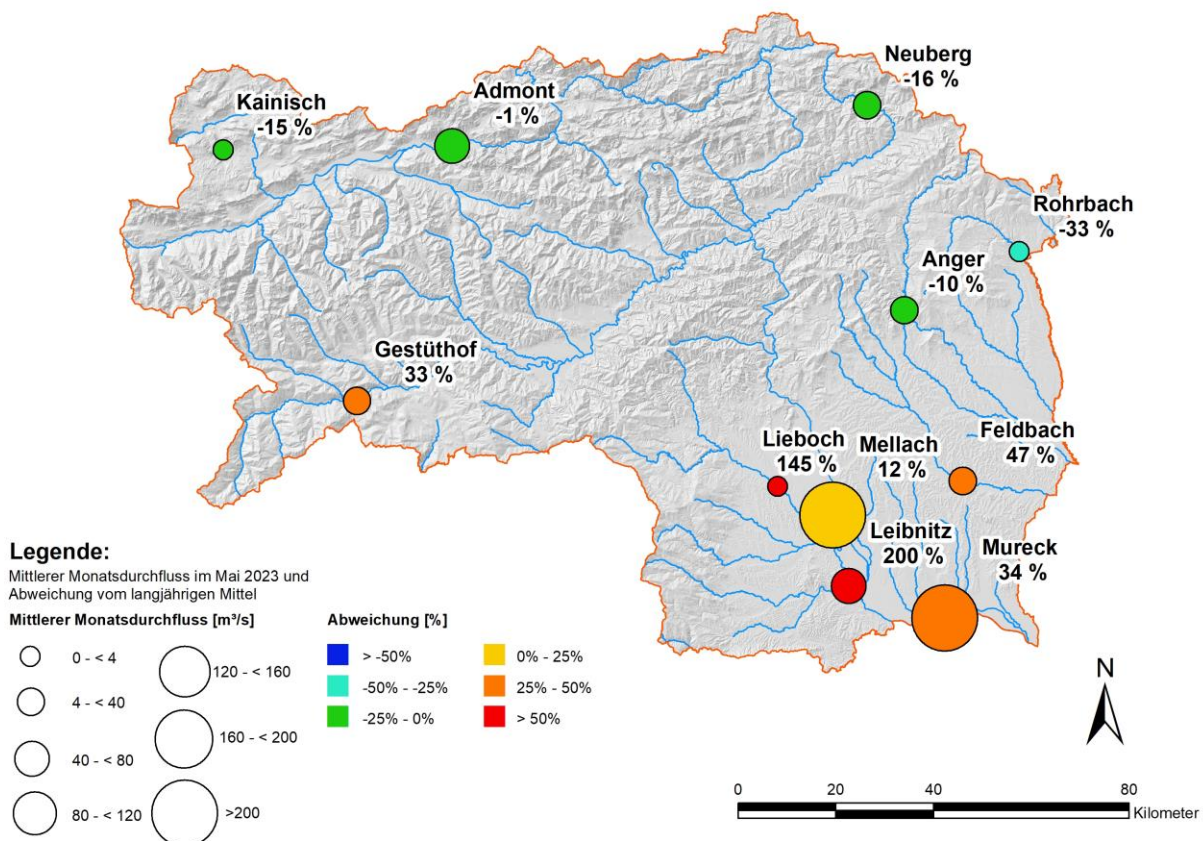 Neuberg
-16 %
Admont
-1 %
Kainisch
-15 %
Rohrbach
-33 %
Anger
-10 %
Gestüthof
33 %
Feldbach
47 %
Lieboch
145 %
Mellach
12 %
Leibnitz
200 %
Mureck
34 %
Legende:
Mittlerer Monatsdurchfluss im Mai 2023 und
Abweichung vom langjährigen Mittel
Mittlerer Monatsdurchfluss [m³/s]
0 - < 4
4 - < 40
40 - < 80
80 - < 120
120 - < 160
160 - < 200
>200
Abweichung [%]
> -50%
-50% - -25%
-25% - 0%
0% - 25%
25% - 50%
> 50%
N
0 20 40 80
Kilometer